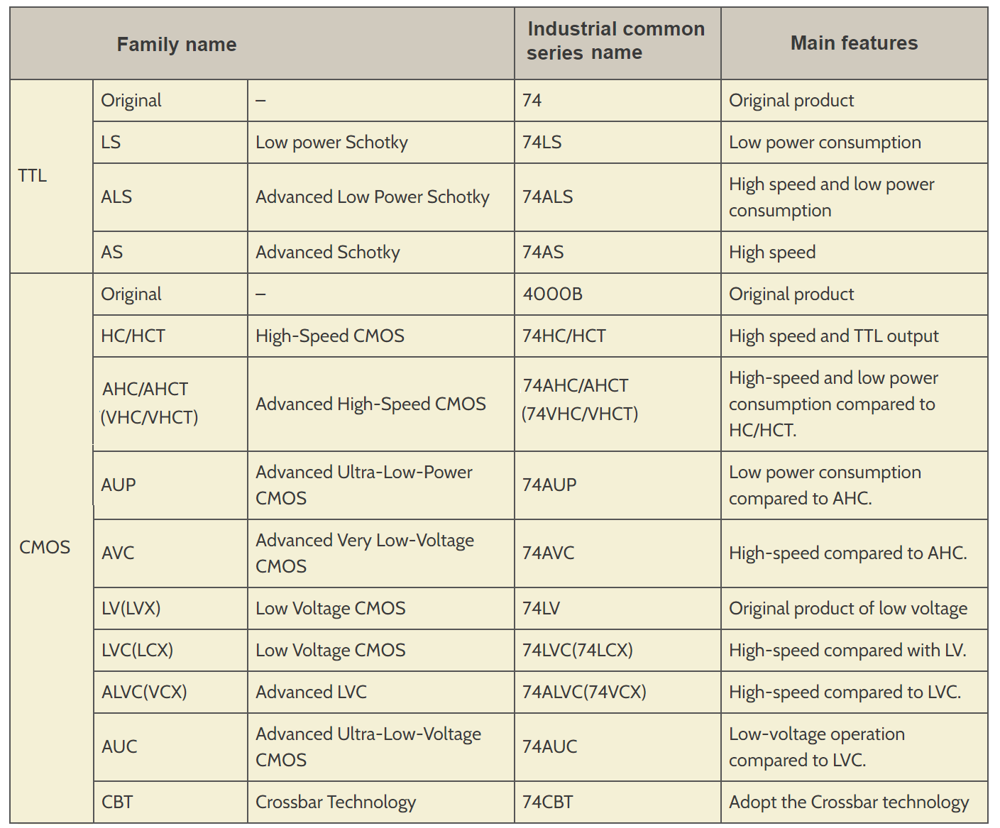 Family name
Industrial common
series name
Main features
TTL
Original
–
74
Original product
LS
Low power Schotky
74LS
Low power consumption
ALS
Advanced Low Power Schotky
74ALS
High speed and low power
consumption
AS
Advanced Schotky
74AS
High speed
CMOS
Original
–
4000B
Original product
HC/HCT
High-Speed CMOS
74HC/HCT
High speed and TTL output
AHC/AHCT
(VHC/VHCT)
Advanced High-Speed CMOS
74AHC/AHCT
(74VHC/VHCT)
High-speed and low power
consumption compared to
HC/HCT.
AUP
Advanced Ultra-Low-Power
CMOS
74AUP
Low power consumption
compared to AHC.
AVC
Advanced Very Low-Voltage
CMOS
74AVC
High-speed compared to AHC.
LV(LVX)
Low Voltage CMOS
74LV
Original product of low voltage
LVC(LCX)
Low Voltage CMOS
74LVC(74LCX)
High-speed compared with LV.
ALVC(VCX)
Advanced LVC
74ALVC(74VCX)
High-speed compared to LVC.
AUC
Advanced Ultra-Low-Voltage
CMOS
74AUC
Low-voltage operation
compared to LVC.
CBT
Crossbar Technology
74CBT
Adopt the Crossbar technology